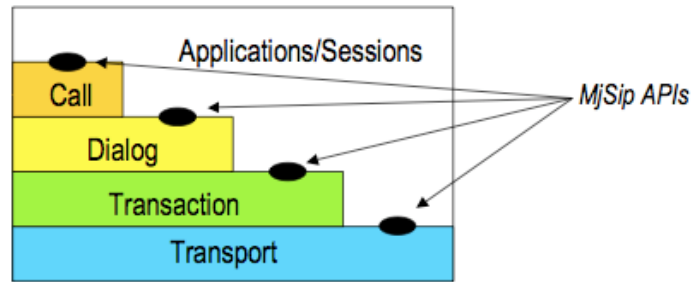 Applications/Sessions
Call
MjSip APIs
Dialog
Transaction
Transport